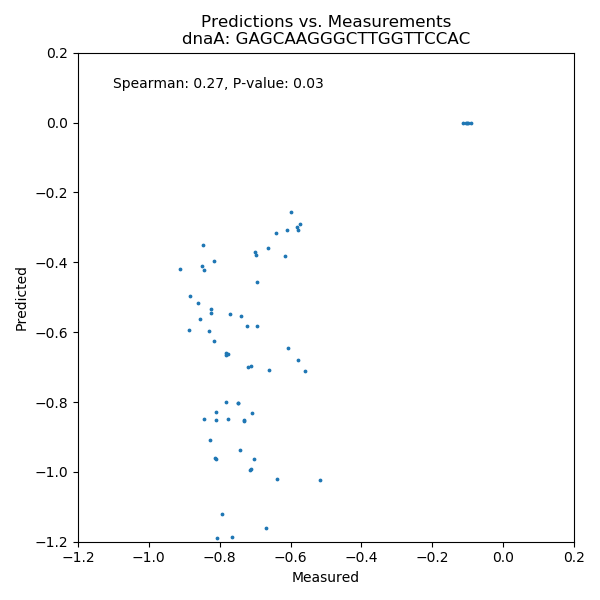 Predictions vs. Measurements
dnaA: GAGCAAGGGCTTGGTTCCAC
Spearman: 0.27, P-value: 0.03
0.2
0.0
−0.2
−0.4
−0.6
−0.8
−1.0
−1.2
Predicted
−1.2 −1.0 −0.8 −0.6 −0.4 −0.2 0.0 0.2
Measured